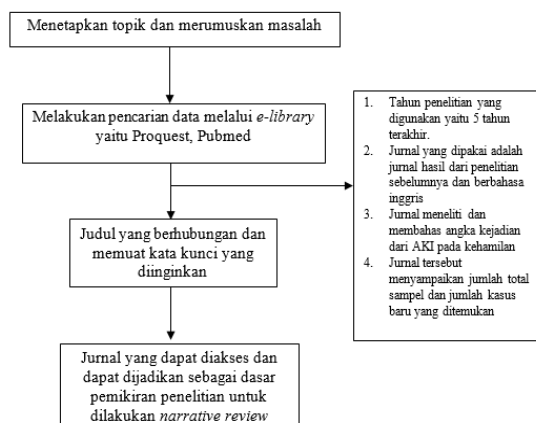 Menetapkan topik dan merumuskan masalah
Melakukan pencarian data melalui e-library
yaitu Proquest, Pubmed
1. Tahun penelitian yang
digunakan yaitu 5 tahun
terakhir.
2. Jurnal yang dipakai adalah
jurnal hasil dari penelitian
sebelumnya dan berbahasa
inggris
3. Jurnal meneliti dan
membahas angka kejadian
dari AKI pada kehamilan
4. Jurnal tersebut
menyampaikan jumlah total
sampel dan jumlah kasus
baru yang ditemukan
Judul yang berhubungan dan
memuat kata kunci yang
diinginkan
Jurnal yang dapat diakses dan
dapat dijadikan sebagai dasar
pemikiran penelitian untuk
dilakukan narrative review